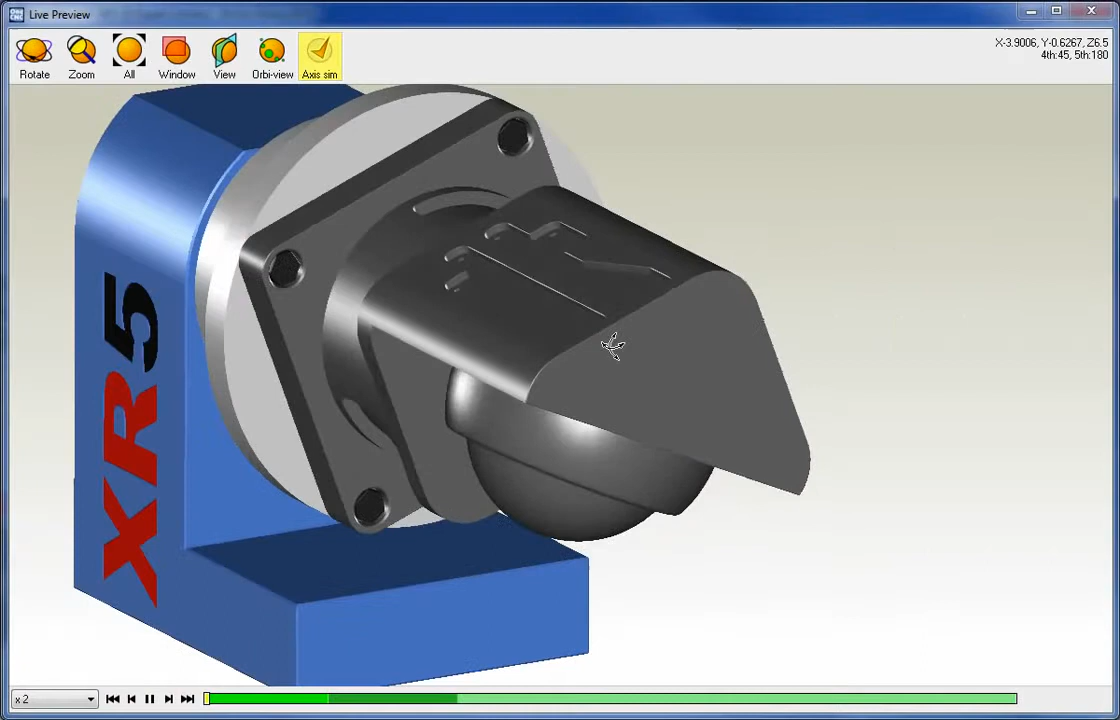 Live Preview
Rotate
Zoom
All
Window
View
Orbi-view
Axis sim
X-3.9006, Y-0.6267, Z6.5
4th:45, 5th:180
XR5
x 2